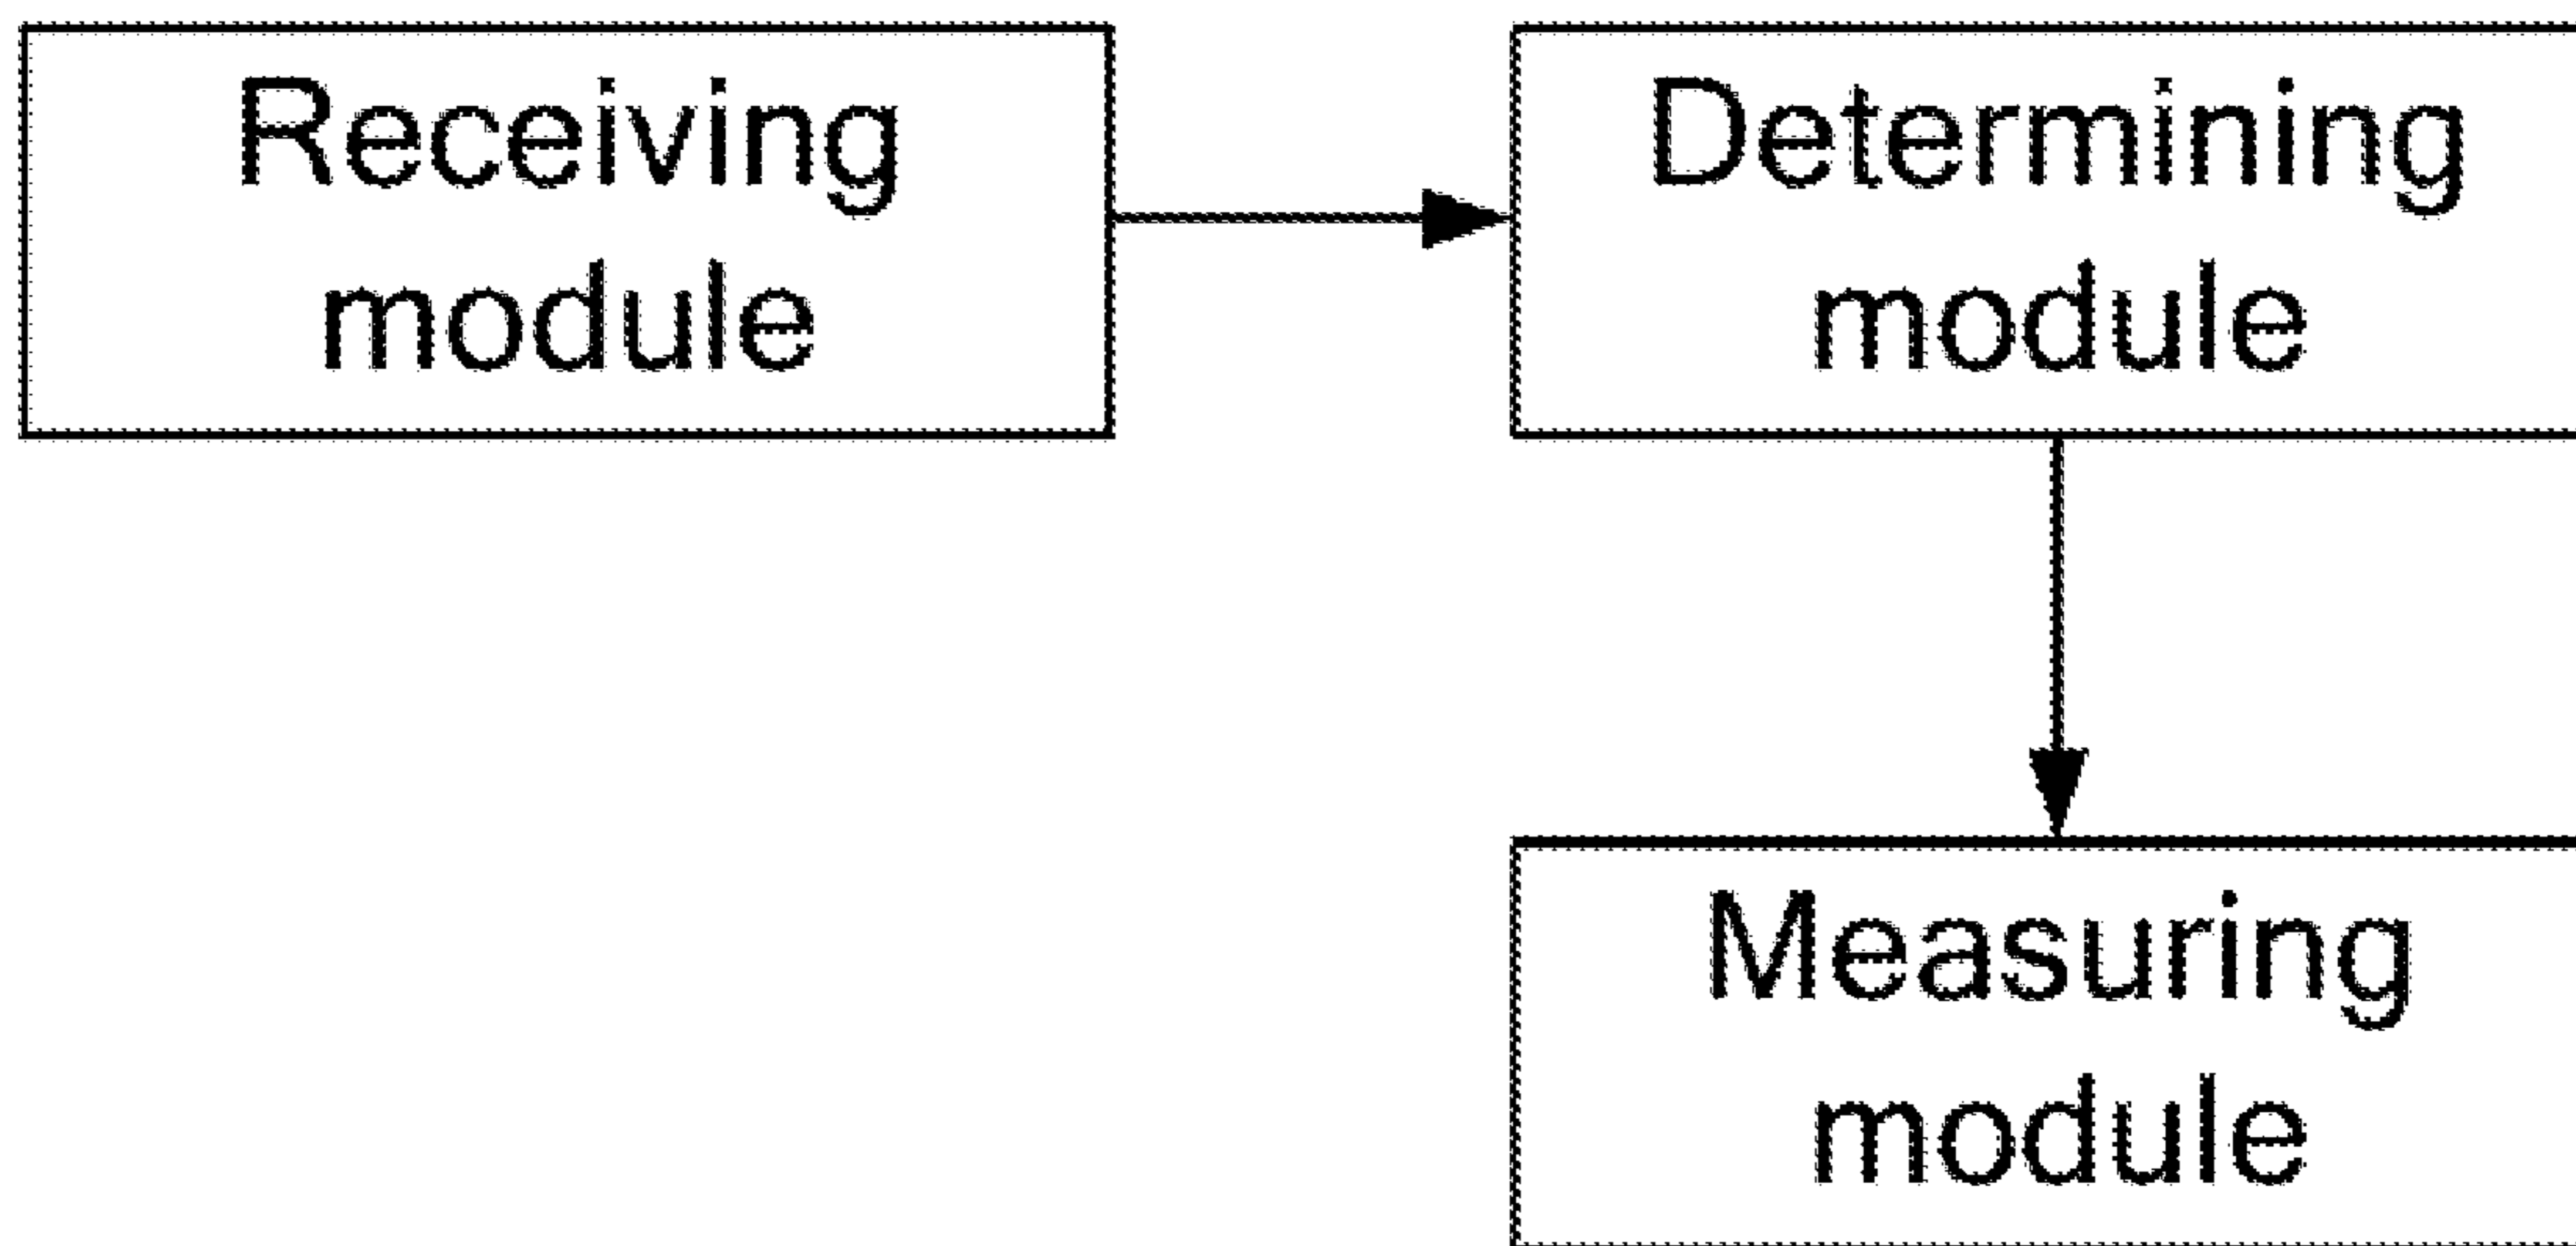 Receiving
module
Determining
module
Measuring
module